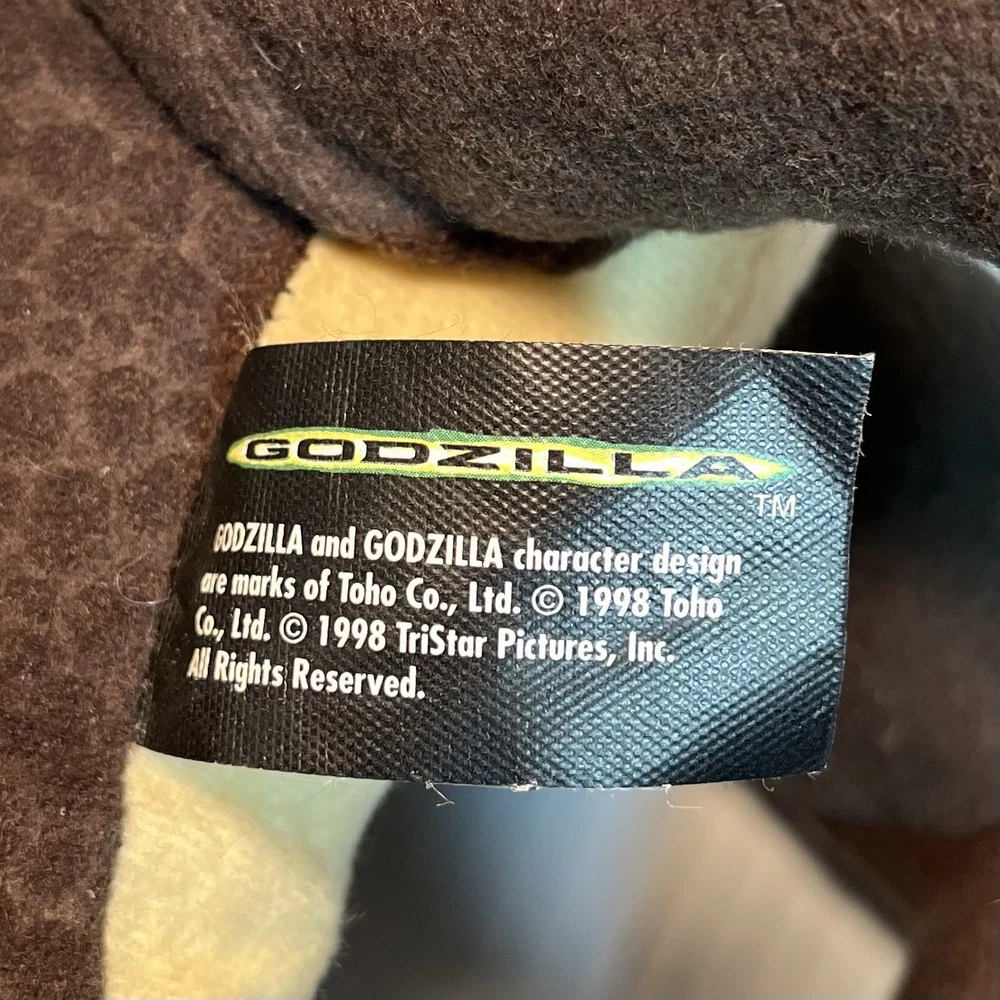 GODZILLA
TM
GODZILLA and GODZILLA character design
are marks of Toho Co., Ltd. © 1998 Toho
Co., Ltd. © 1998 TriStar Pictures, Inc.
All Rights Reserved.